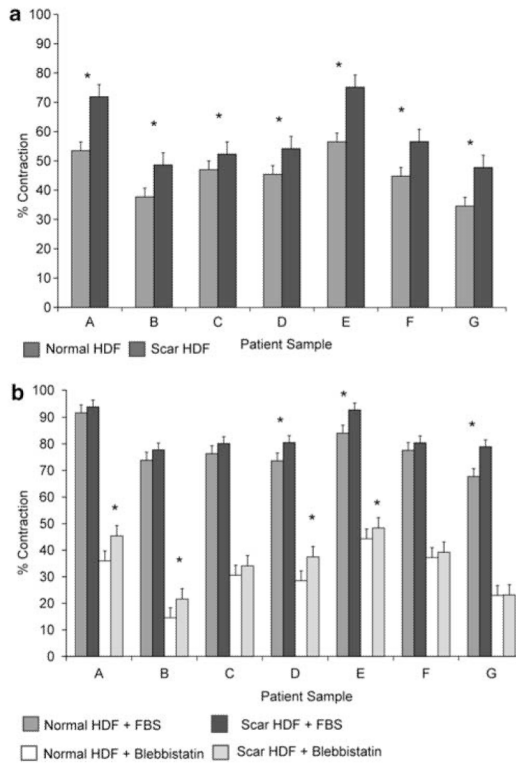 a
100
90
80
70
60
50
40
30
20
10
0
% Contraction
* * * * * * *
A B C D E F G
Patient Sample
Normal HDF Scar HDF
b
100
90
80
70
60
50
40
30
20
10
0
% Contraction
* * * * * * *
A B C D E F G
Patient Sample
Normal HDF + FBS Scar HDF + FBS
Normal HDF + Blebbistatin Scar HDF + Blebbistatin